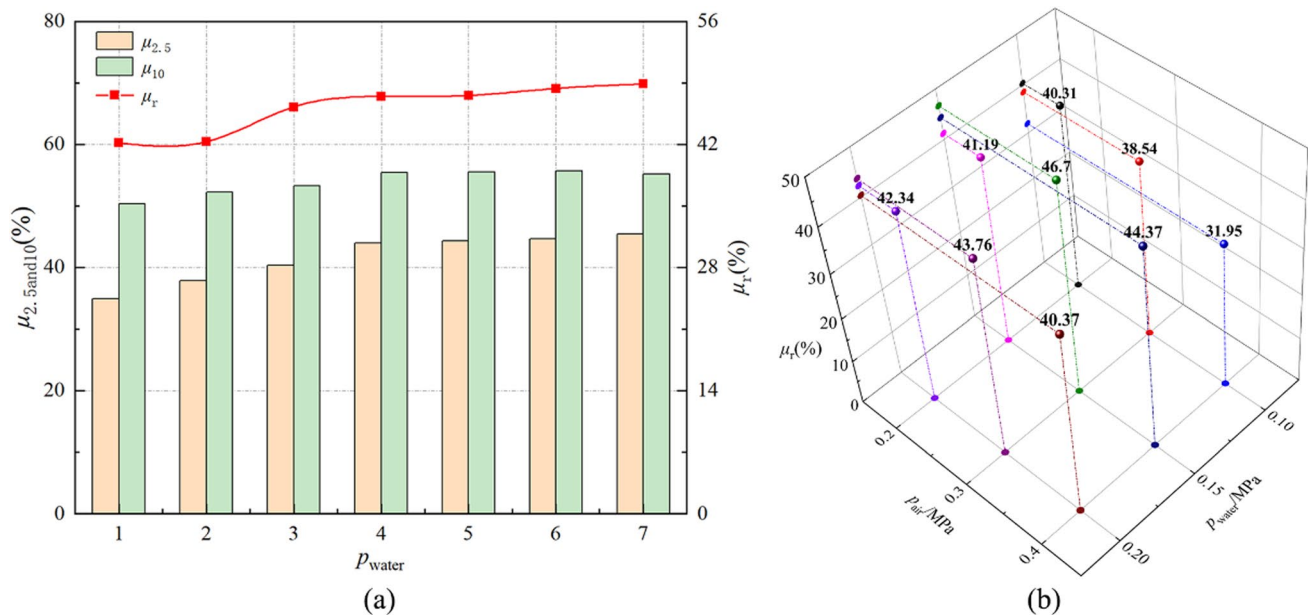 80
60
40
20
0
μ2.5and10(%)
μ2.5
μ10
μr
56
42
28
14
0
μr(%)
1 2 3 4 5 6 7
pwater
(a)
50
40
30
20
10
0
μr(%)
40.31
38.54
41.19
46.7
42.34
44.37
31.95
43.76
40.37
0.2
0.3
0.4
pair/MPa
0.10
0.15
0.20
pwater/MPa
(b)